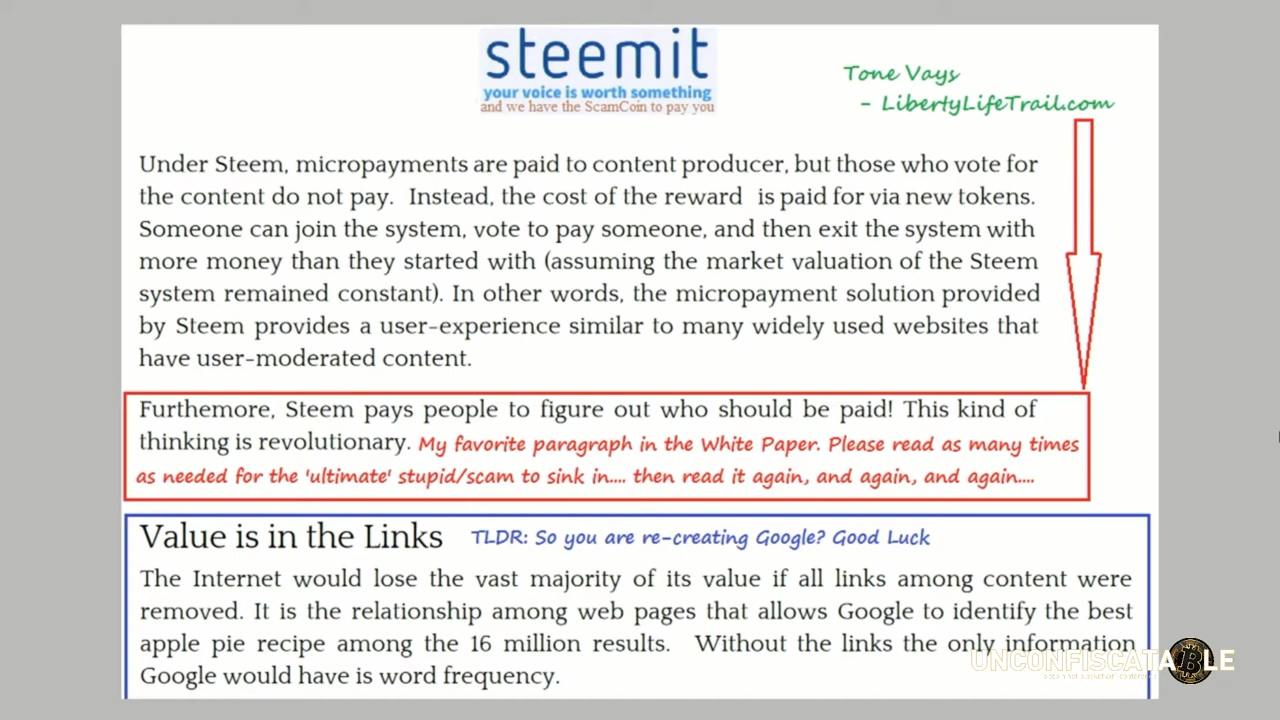 steemit
your voice is worth something
and we have the ScamCoin to pay you
Tone Vays
- LibertyLifeTrail.com
Under Steem, micropayments are paid to content producer, but those who vote for
the content do not pay. Instead, the cost of the reward is paid for via new tokens.
Someone can join the system, vote to pay someone, and then exit the system with
more money than they started with (assuming the market valuation of the Steem
system remained constant). In other words, the micropayment solution provided
by Steem provides a user-experience similar to many widely used websites that
have user-moderated content.
Furthemore, Steem pays people to figure out who should be paid! This kind of
thinking is revolutionary. My favorite paragraph in the White Paper. Please read as many times
as needed for the 'ultimate' stupid/scam to sink in.... then read it again, and again, and again....
Value is in the Links TLDR: So you are re-creating Google? Good Luck
The Internet would lose the vast majority of its value if all links among content were
removed. It is the relationship among web pages that allows Google to identify the best
apple pie recipe among the 16 million results. Without the links the only information
Google would have is word frequency.
UNCONFISCATABLE